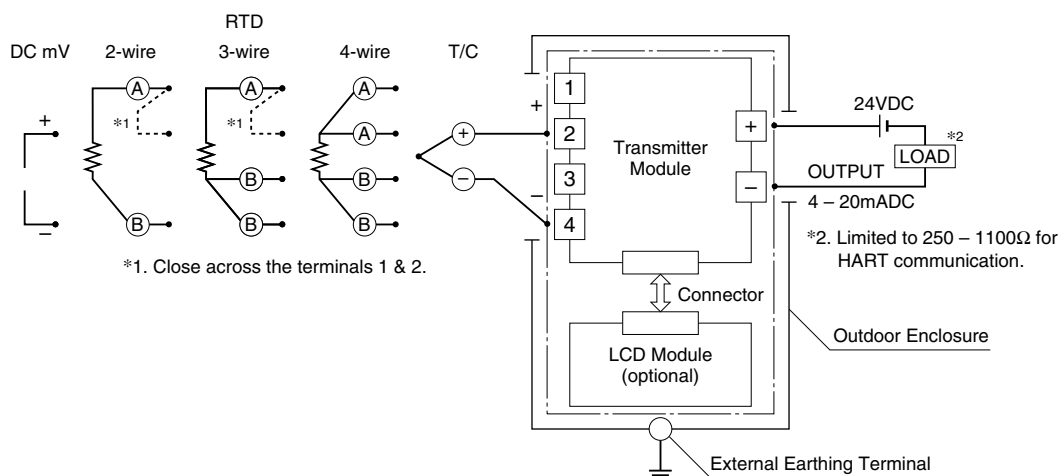 RTD
DC mV
2-wire
3-wire
4-wire
T/C
A
A
A
A
B
B
B
B
B
*1
*1
+
–
+
–
+
–
1
2
3
4
Transmitter
Module
+
–
24VDC
*2
LOAD
OUTPUT
4 – 20mADC
*1. Close across the terminals 1 & 2.
*2. Limited to 250 – 1100Ω for
HART communication.
Connector
LCD Module
(optional)
Outdoor Enclosure
External Earthing Terminal